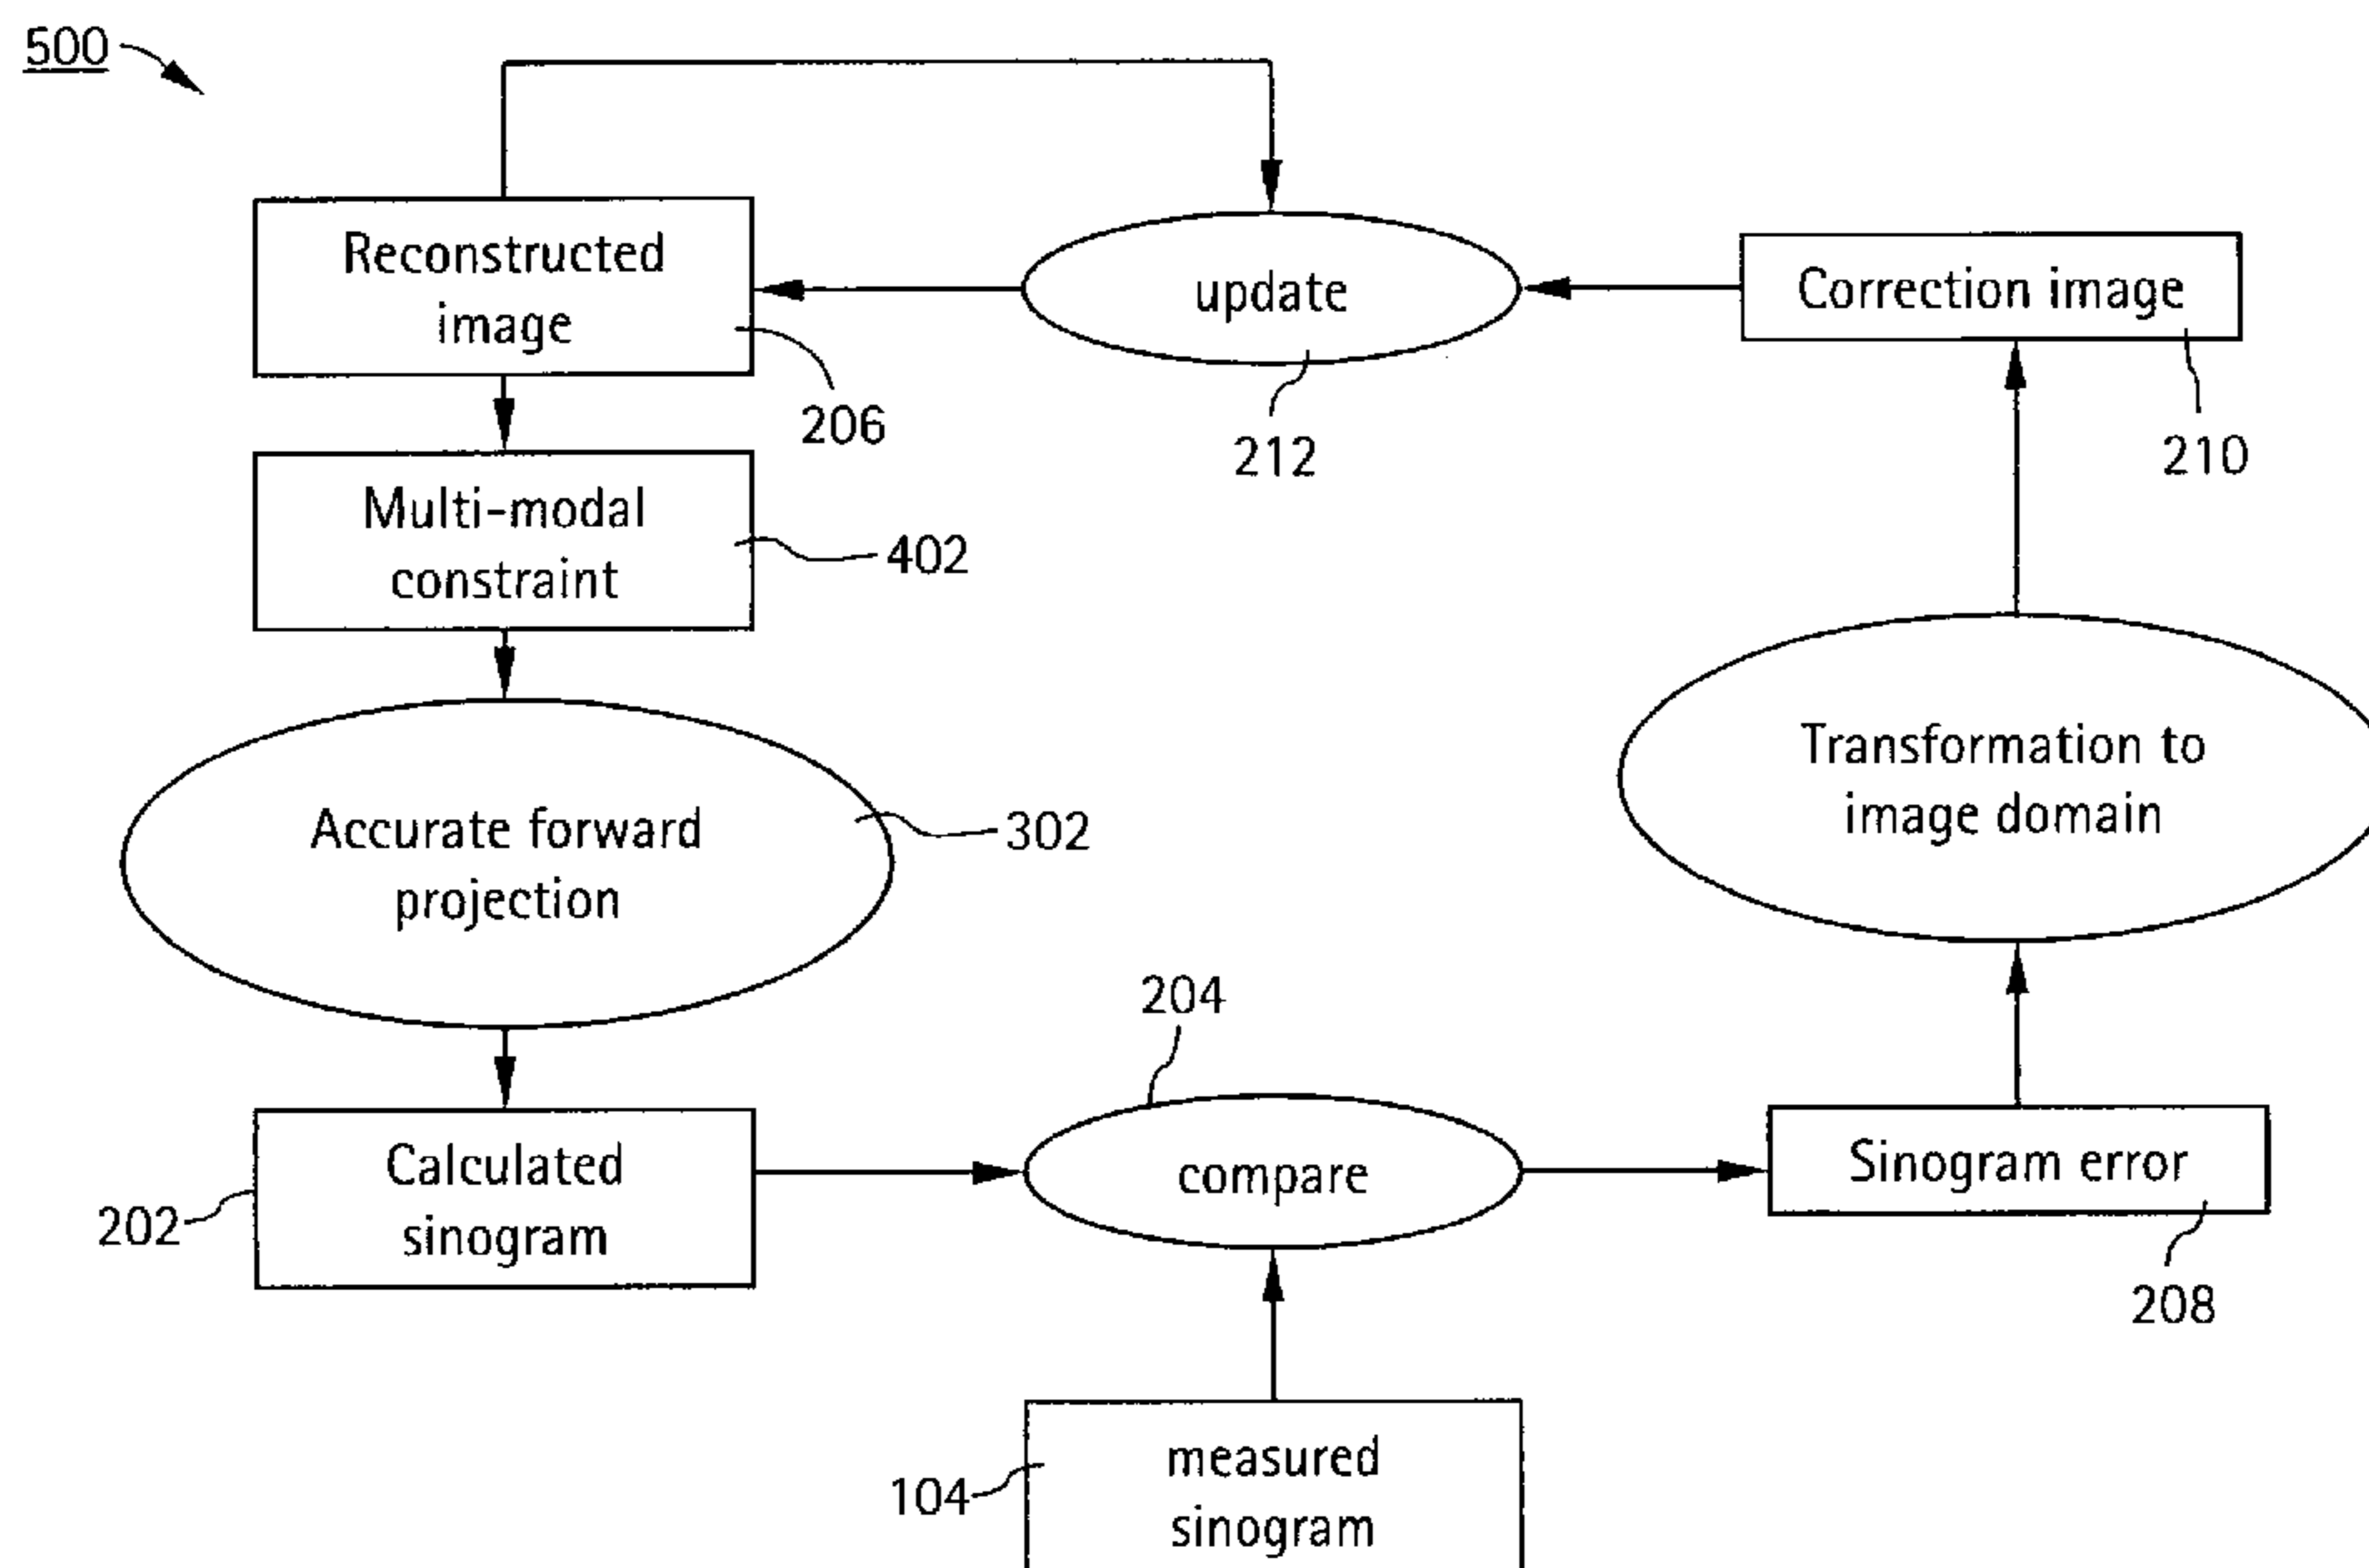 500
Reconstructed
image
206
update
212
Correction image
210
Multi-modal
constraint
402
Accurate forward
projection
302
Transformation to
image domain
204
Calculated
sinogram
202
compare
Sinogram error
208
measured
sinogram
104